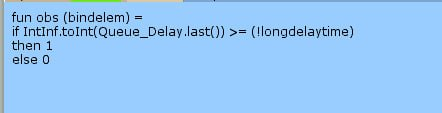 fun obs (bindelem) =
if IntInf.toInt(Queue_Delay.last()) >= (!longdelaytime)
then 1
else 0